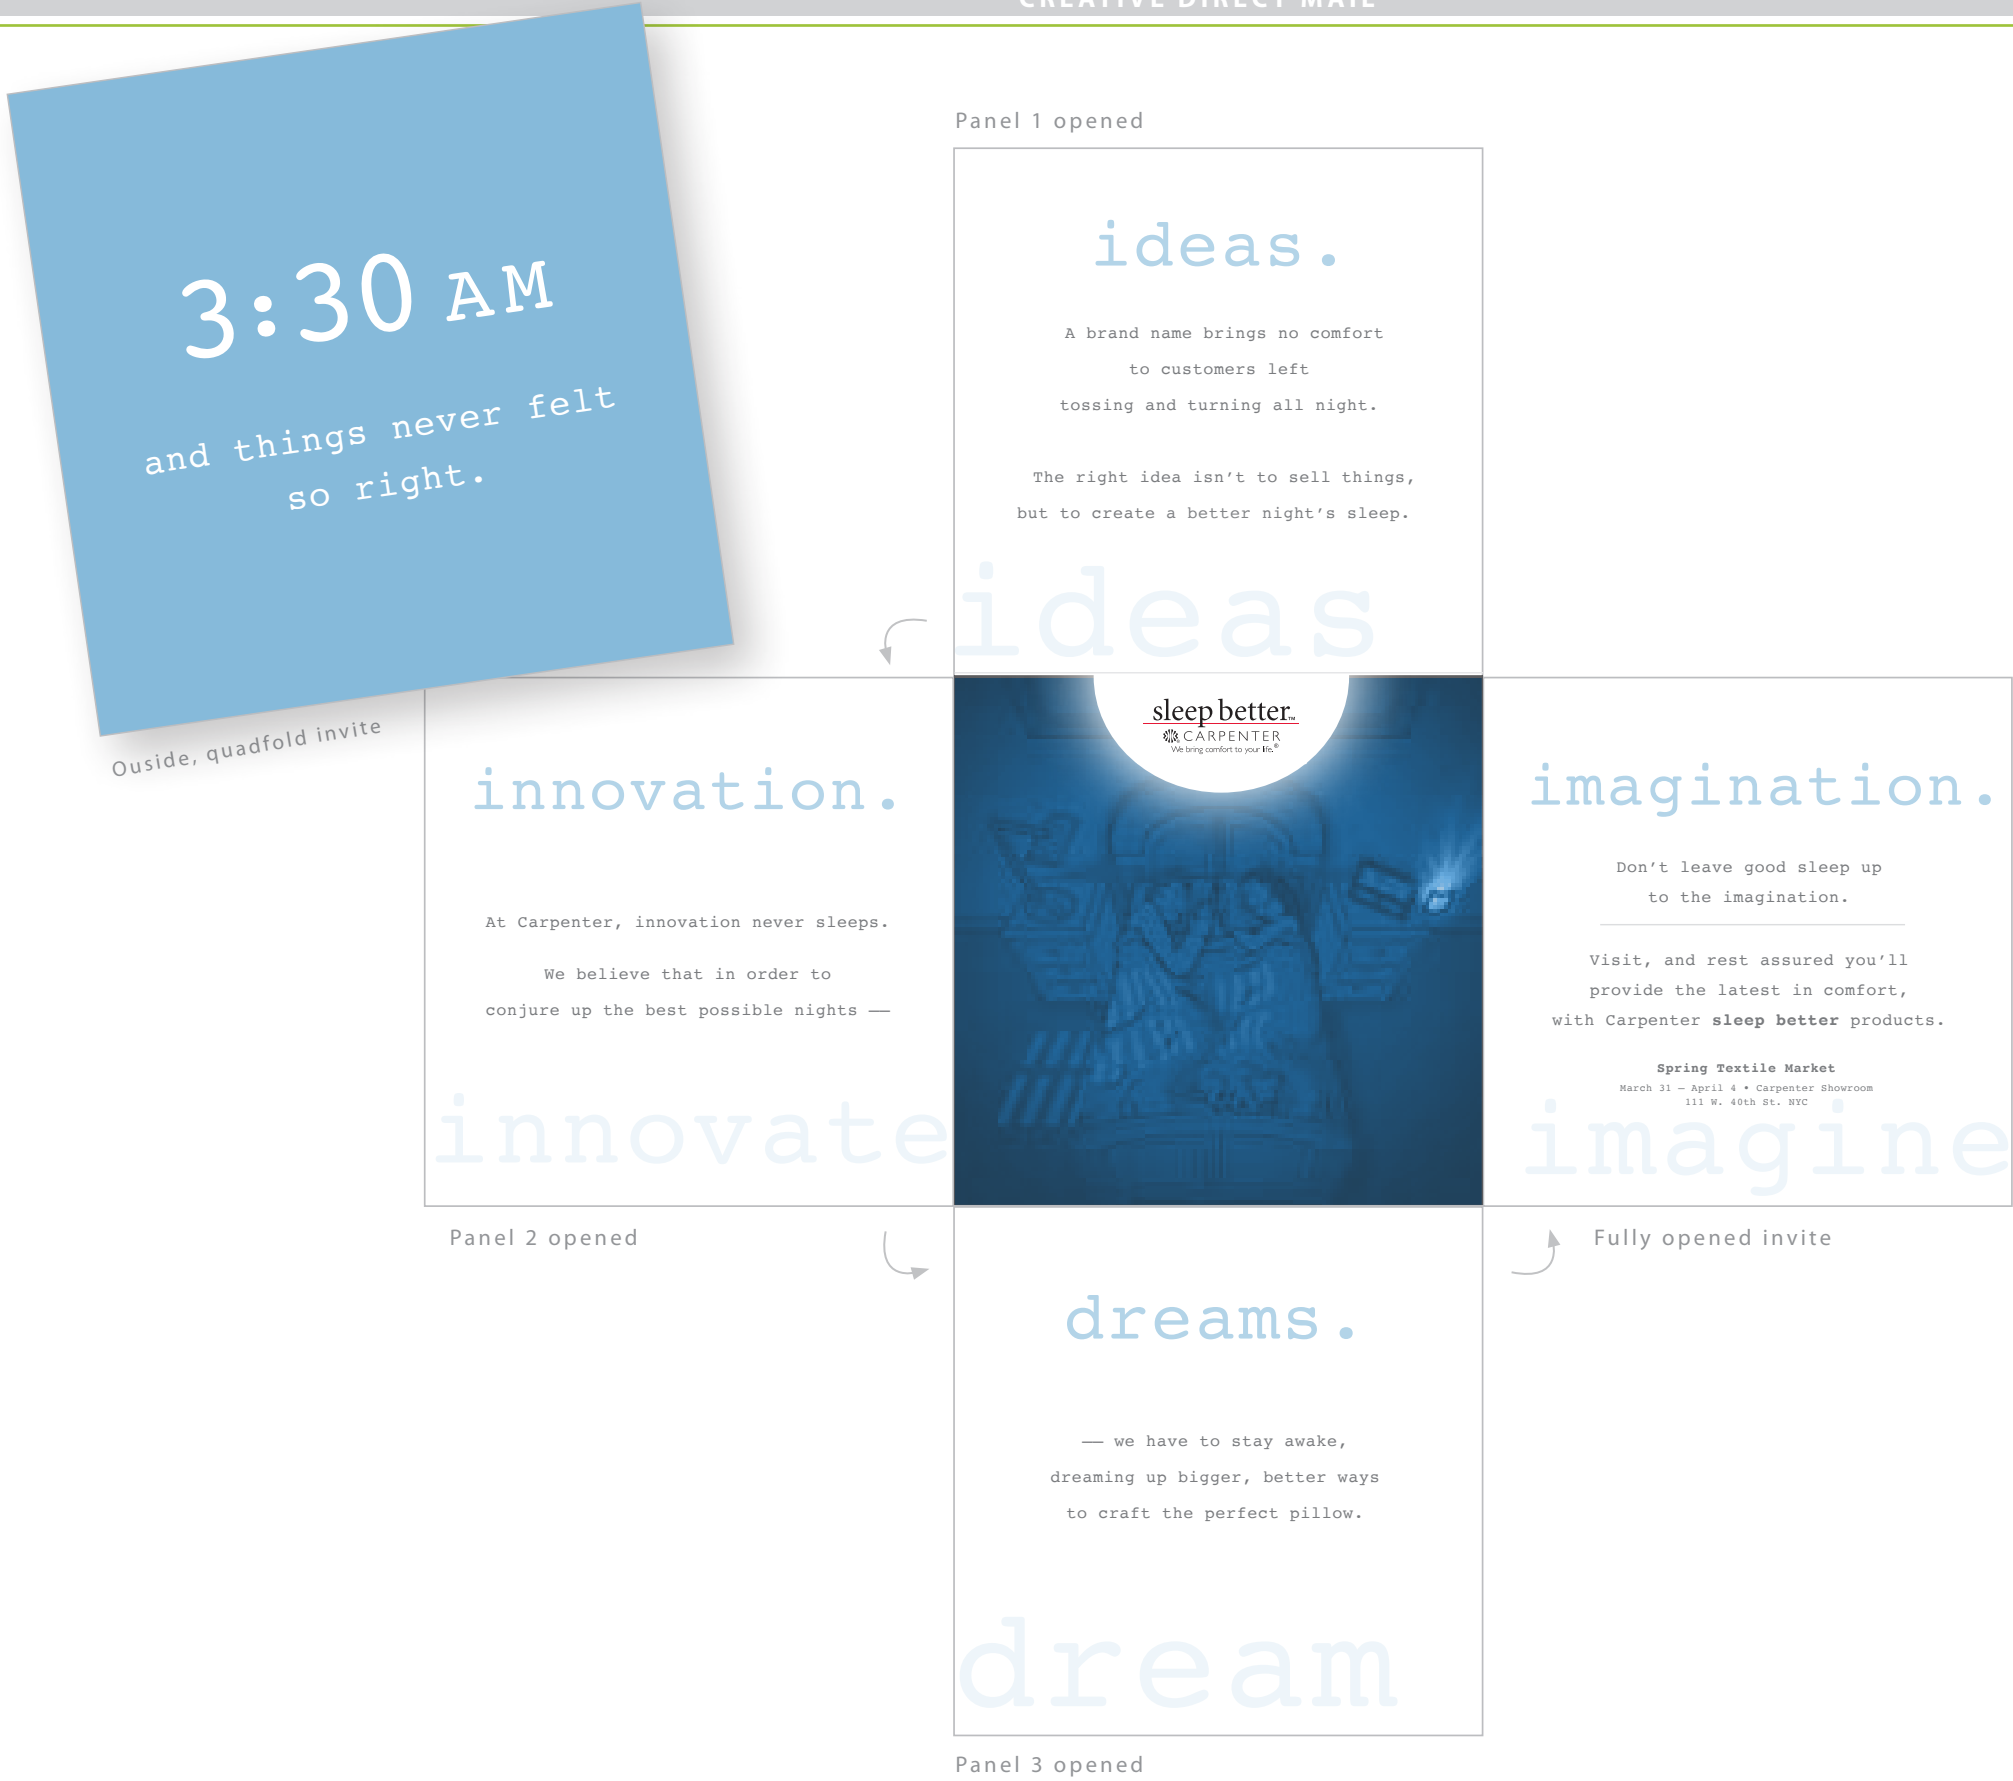 CREATIVE DIRECT MAIL
3:30 AM
and things never felt
so right.
Ouside, quadfold invite
Panel 1 opened
ideas.
A brand name brings no comfort
to customers left
tossing and turning all night.
The right idea isn’t to sell things,
but to create a better night’s sleep.
ideas
innovation.
At Carpenter, innovation never sleeps.
We believe that in order to
conjure up the best possible nights —
innovate
Panel 2 opened
sleep better™
CARPENTER
We bring comfort to your life.®
dreams.
— we have to stay awake,
dreaming up bigger, better ways
to craft the perfect pillow.
dream
Panel 3 opened
imagination.
Don’t leave good sleep up
to the imagination.
Visit, and rest assured you’ll
provide the latest in comfort,
with Carpenter sleep better products.
Spring Textile Market
March 31 – April 4 • Carpenter Showroom
111 W. 40th St. NYC
imagine
Fully opened invite